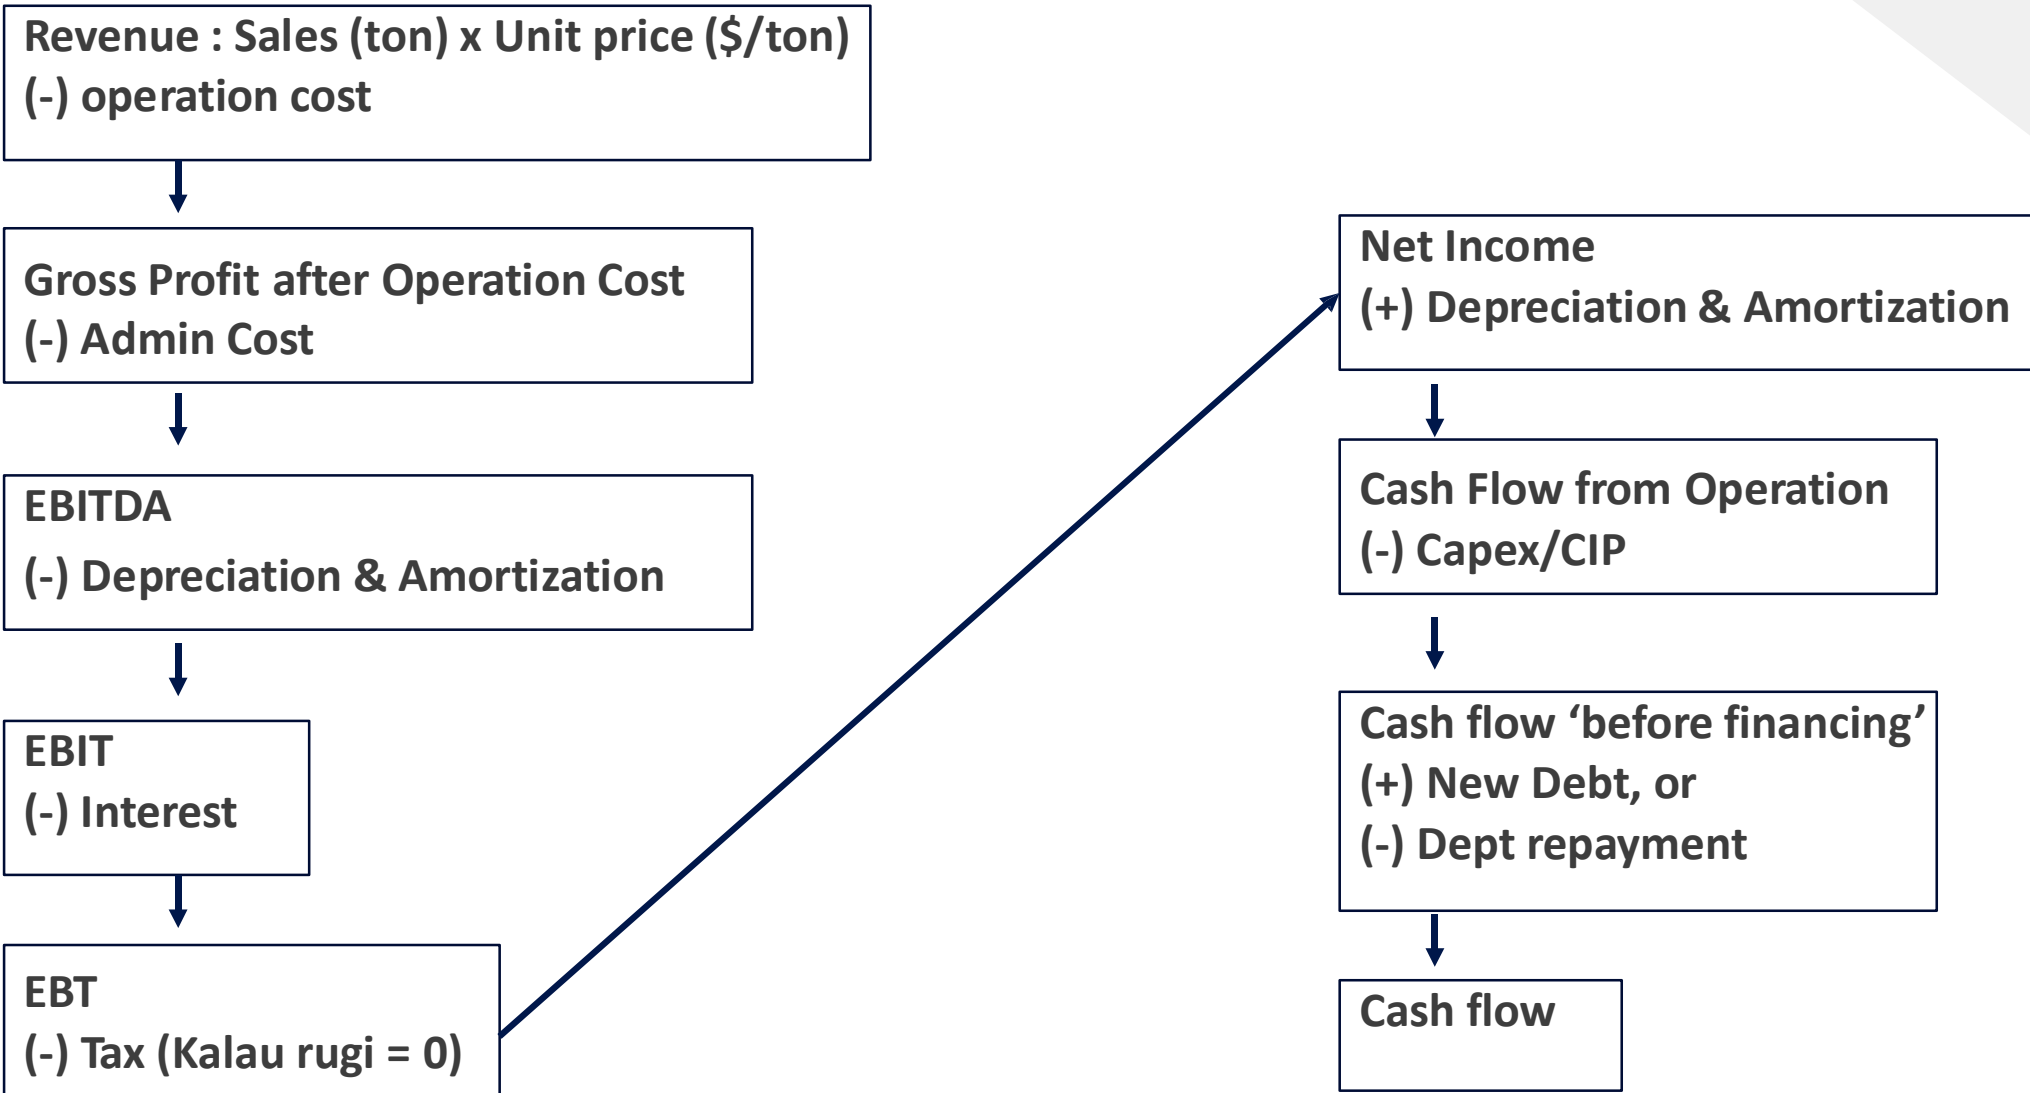 Revenue : Sales (ton) x Unit price ($/ton)
(-) operation cost
Gross Profit after Operation Cost
(-) Admin Cost
EBITDA
(-) Depreciation & Amortization
EBIT
(-) Interest
EBT
(-) Tax (Kalau rugi = 0)
Net Income
(+) Depreciation & Amortization
Cash Flow from Operation
(-) Capex/CIP
Cash flow ‘before financing’
(+) New Debt, or
(-) Dept repayment
Cash flow